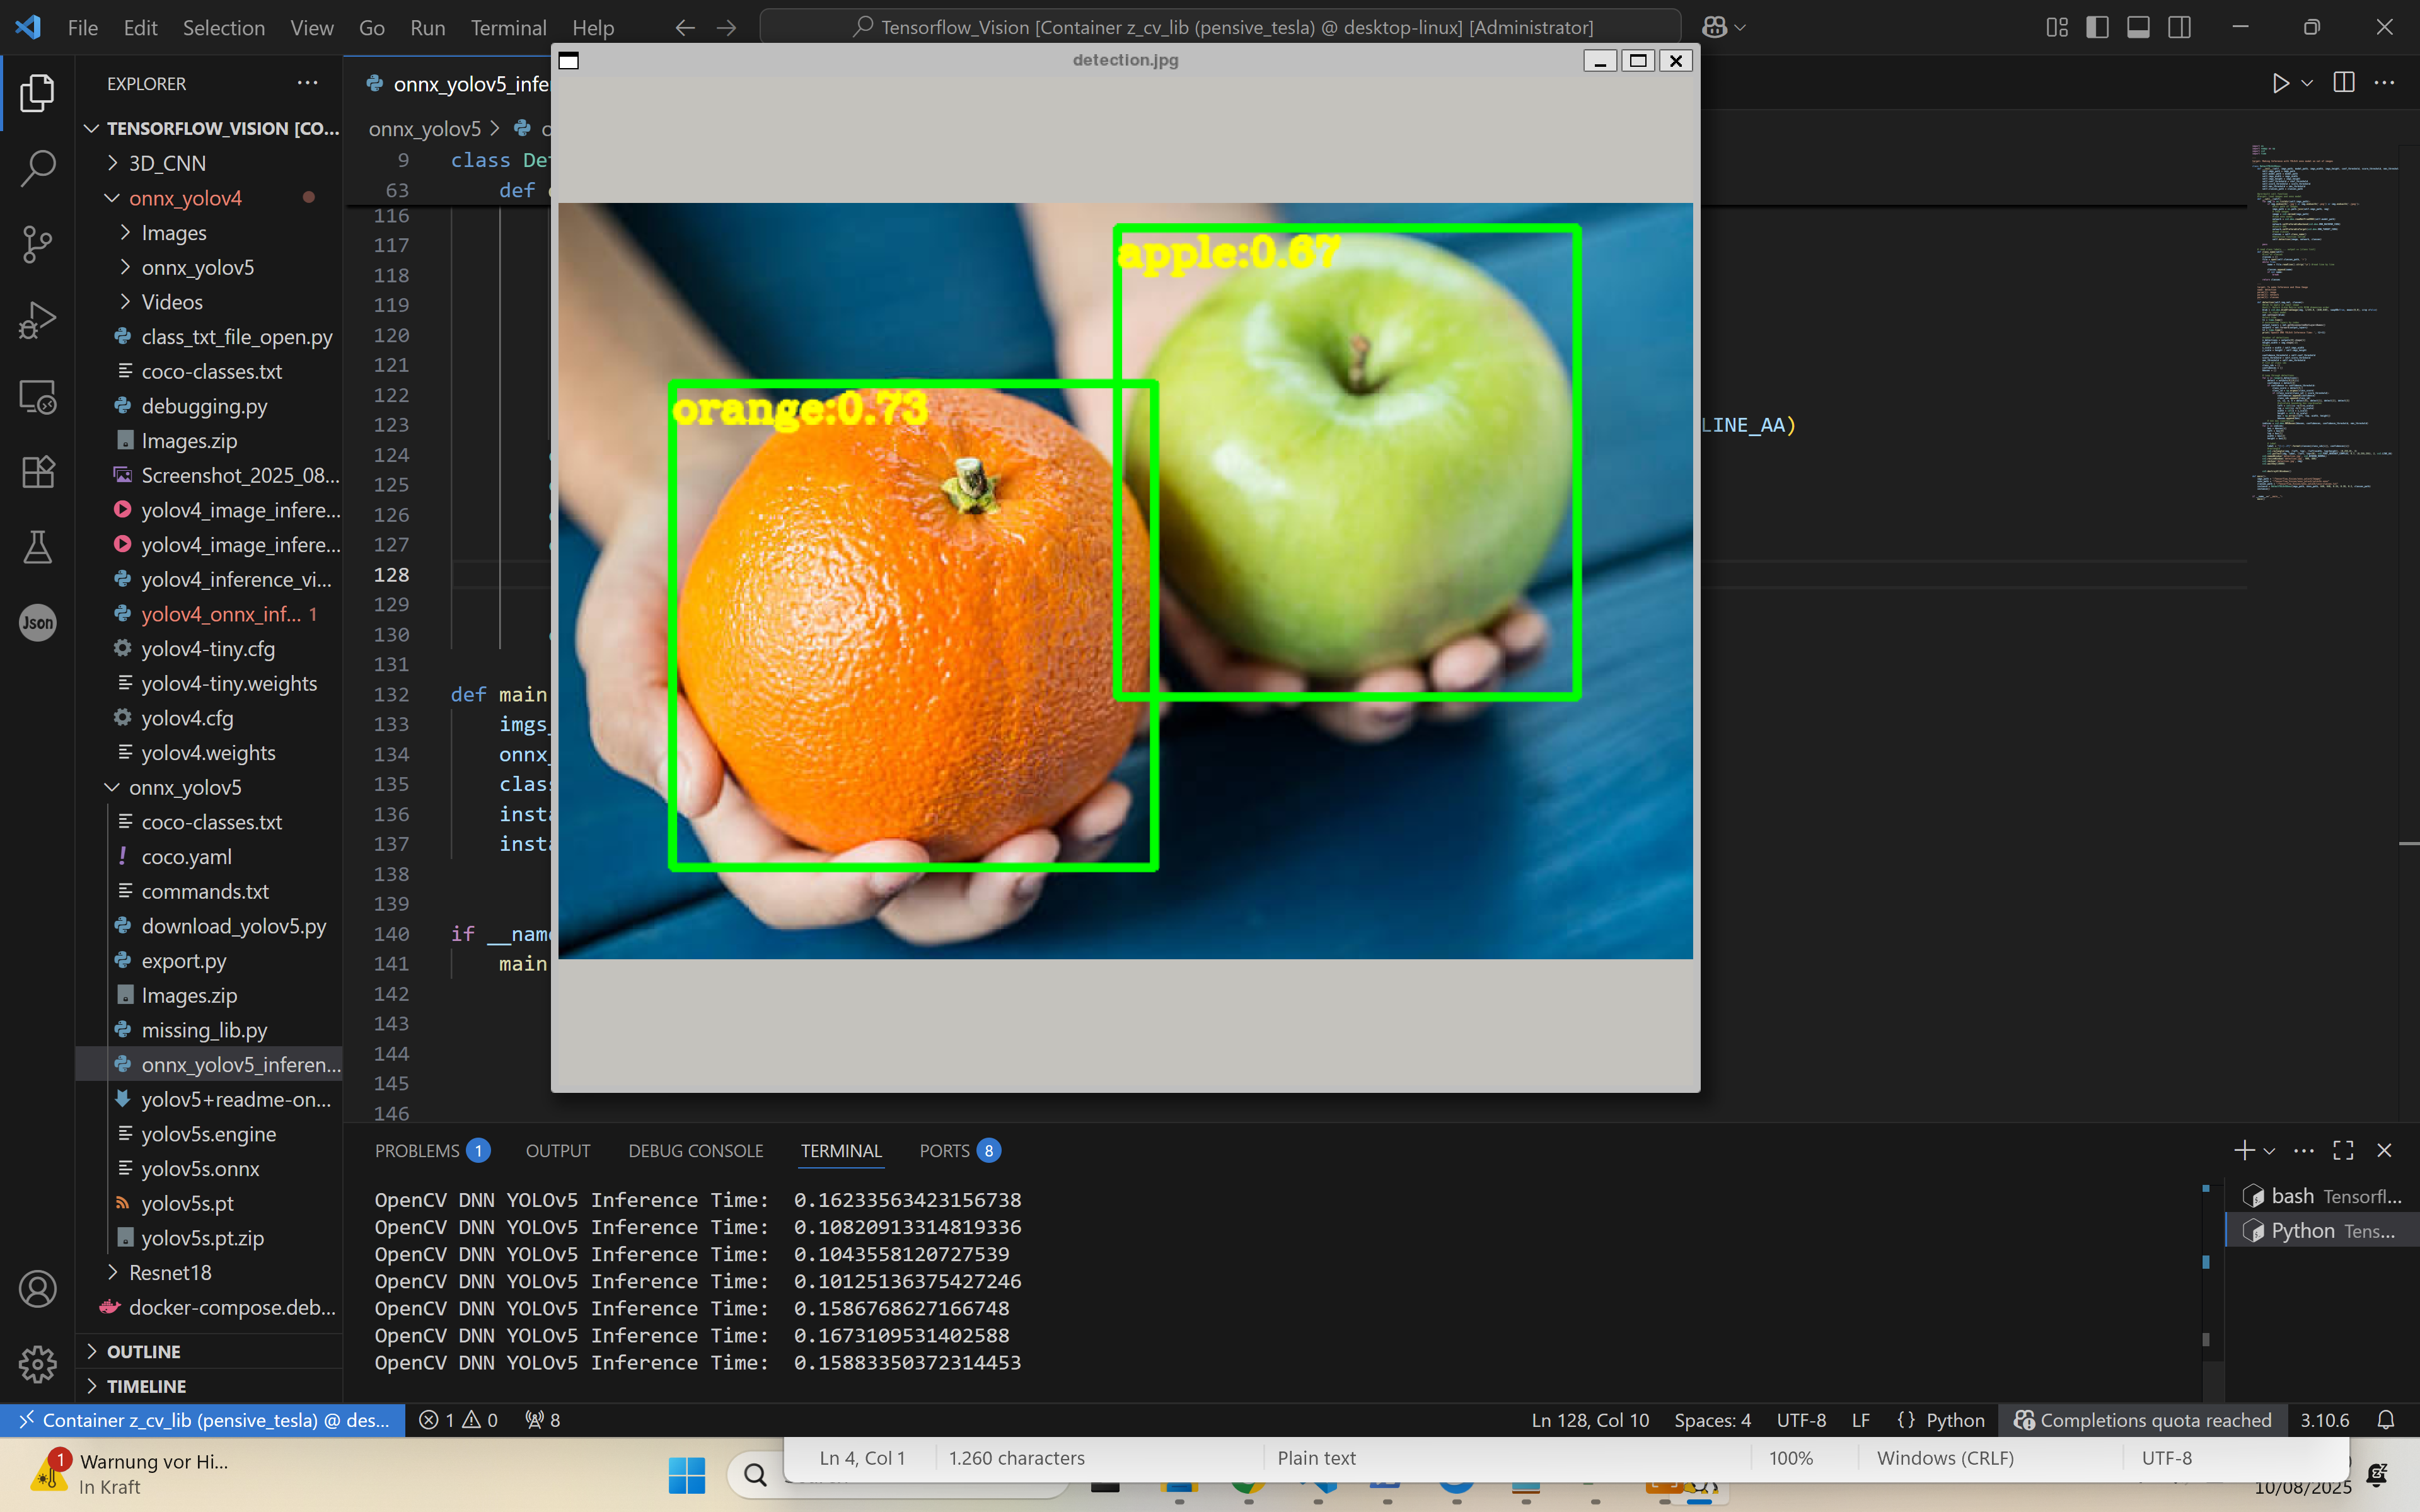 File Edit Selection View Go Run Terminal Help
Tensorflow_Vision [Container z_cv_lib (pensive_tesla) @ desktop-linux] [Administrator]
detection.jpg
EXPLORER
TENSORFLOW_VISION [CO...
3D_CNN
onnx_yolov4
Images
onnx_yolov5
Videos
class_txt_file_open.py
coco-classes.txt
debugging.py
Images.zip
Screenshot_2025_08...
yolov4_image_infere...
yolov4_image_infere...
yolov4_inference_vi...
yolov4_onnx_inf... 1
yolov4-tiny.cfg
yolov4-tiny.weights
yolov4.cfg
yolov4.weights
onnx_yolov5
coco-classes.txt
coco.yaml
commands.txt
download_yolov5.py
export.py
Images.zip
missing_lib.py
onnx_yolov5_inferen...
yolov5+readme-on...
yolov5s.engine
yolov5s.onnx
yolov5s.pt
yolov5s.pt.zip
Resnet18
docker-compose.deb...
OUTLINE
TIMELINE
Json
onnx_yolov5_infe
onnx_yolov5 >
9 class De
63 def
116
117
118
119
120
121
122
123 LINE_AA)
124
125
126
127
128
129
130
131
132 def main
133 imgs_
134 onnx_
135 clas
136 inst
137 inst
138
139
140 if __nam
141 main
142
143
144
145
146
apple:0.67
orange:0.73
PROBLEMS 1 OUTPUT DEBUG CONSOLE TERMINAL PORTS 8
OpenCV DNN YOLOv5 Inference Time: 0.16233563423156738
OpenCV DNN YOLOv5 Inference Time: 0.10820913314819336
OpenCV DNN YOLOv5 Inference Time: 0.1043558120727539
OpenCV DNN YOLOv5 Inference Time: 0.10125136375427246
OpenCV DNN YOLOv5 Inference Time: 0.1586768627166748
OpenCV DNN YOLOv5 Inference Time: 0.1673109531402588
OpenCV DNN YOLOv5 Inference Time: 0.15883350372314453
bash Tensorfl...
Python Tens...
Container z_cv_lib (pensive_tesla) @ des... 1 0 8
Ln 128, Col 10 Spaces: 4 UTF-8 LF {} Python Completions quota reached 3.10.6
1 Warnung vor Hi...
In Kraft
Ln 4, Col 1 1.260 characters Plain text 100% Windows (CRLF) UTF-8
10/08/2025